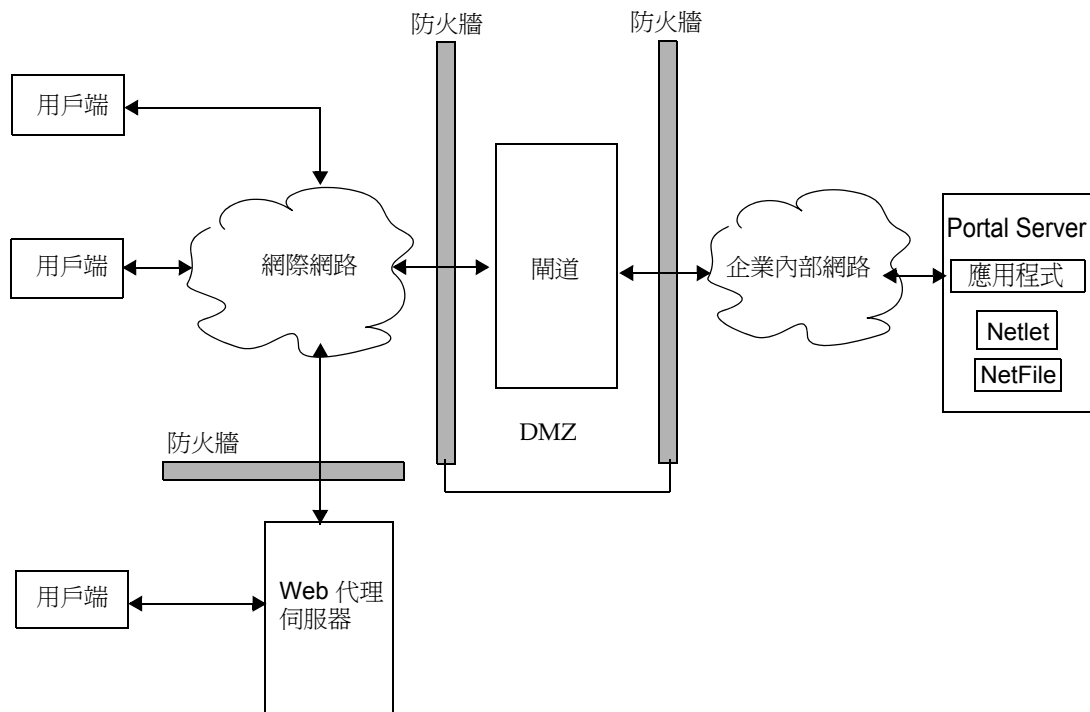 防火牆
防火牆
用戶端
用戶端
網際網路
閘道
企業內部網路
Portal Server
應用程式
Netlet
NetFile
DMZ
防火牆
用戶端
Web 代理
伺服器